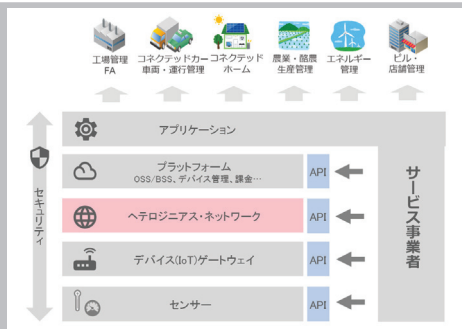 工場管理
FA
コネクテッドカー
車両・運行管理
コネクテッド
ホーム
農業・酪農
生産管理
エネルギー
管理
ビル・
店舗管理
セキュリティ
アプリケーション
プラットフォーム
OSS/BSS、デバイス管理、課金…
API
ヘテロジニアス・ネットワーク
API
デバイス(IoT)ゲートウェイ
API
センサー
API
サービス事業者